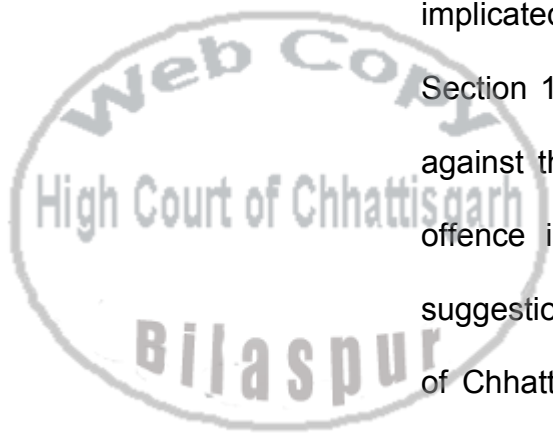 implicated
Web Copy
Section 1
against th
High Court of Chhattisgarh
offence i
suggestio
Bilaspur
of Chhatt